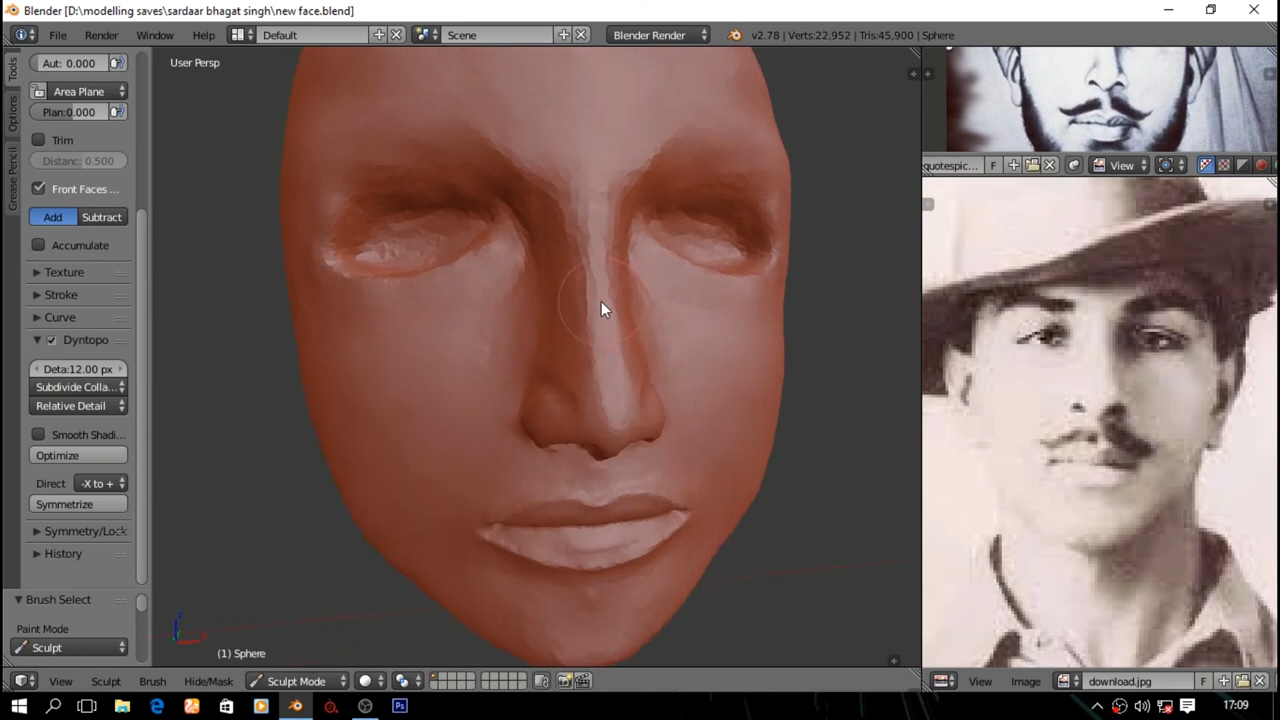 Blender [D:\modelling saves\sardaar bhagat singh\new face.blend]
File Render Window Help Default Scene Blender Render v2.78 | Verts:22,952 | Tris:45,900 | Sphere
Tools
Options
Grease Pencil
Aut: 0.000
Area Plane
Plan:0.000
Trim
Distanc: 0.500
Front Faces ...
Add Subtract
Accumulate
Texture
Stroke
Curve
Dyntopo
Deta:12.00 px
Subdivide Colla...
Relative Detail
Smooth Shadi...
Optimize
Direct -X to +
Symmetrize
Symmetry/Lock
History
Brush Select
Paint Mode
Sculpt
User Persp
(1) Sphere
z
x
View Sculpt Brush Hide/Mask Sculpt Mode
quotespic... F View
View Image download.jpg F
Ps
17:09